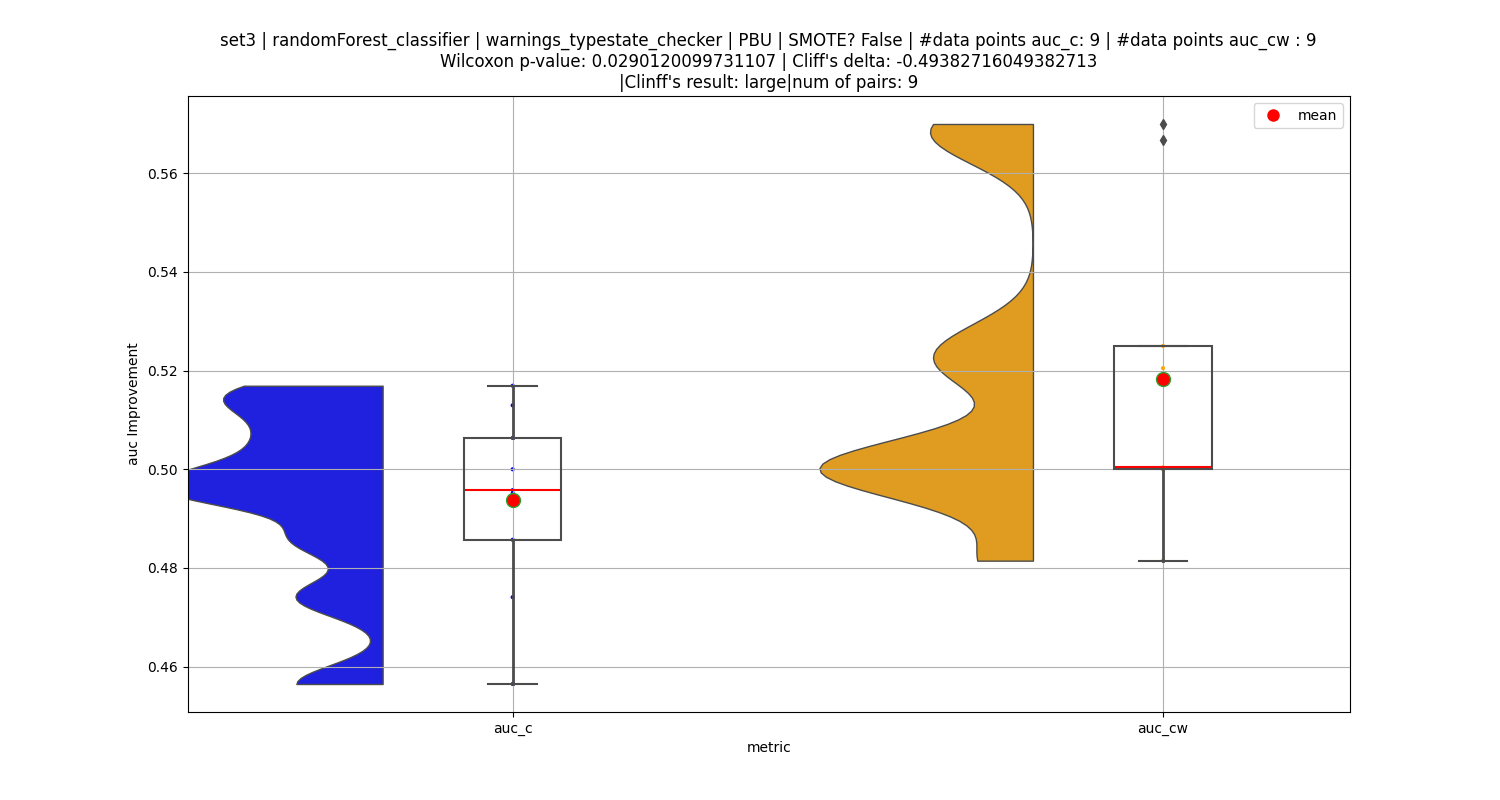 set3 | randomForest_classifier | warnings_typestate_checker | PBU | SMOTE? False | #data points auc_c: 9 | #data points auc_cw : 9
Wilcoxon p-value: 0.0290120099731107 | Cliff's delta: -0.49382716049382713
|Clinff's result: large|num of pairs: 9
mean
0.56
0.54
0.52
0.50
0.48
0.46
auc Improvement
auc_c
auc_cw
metric